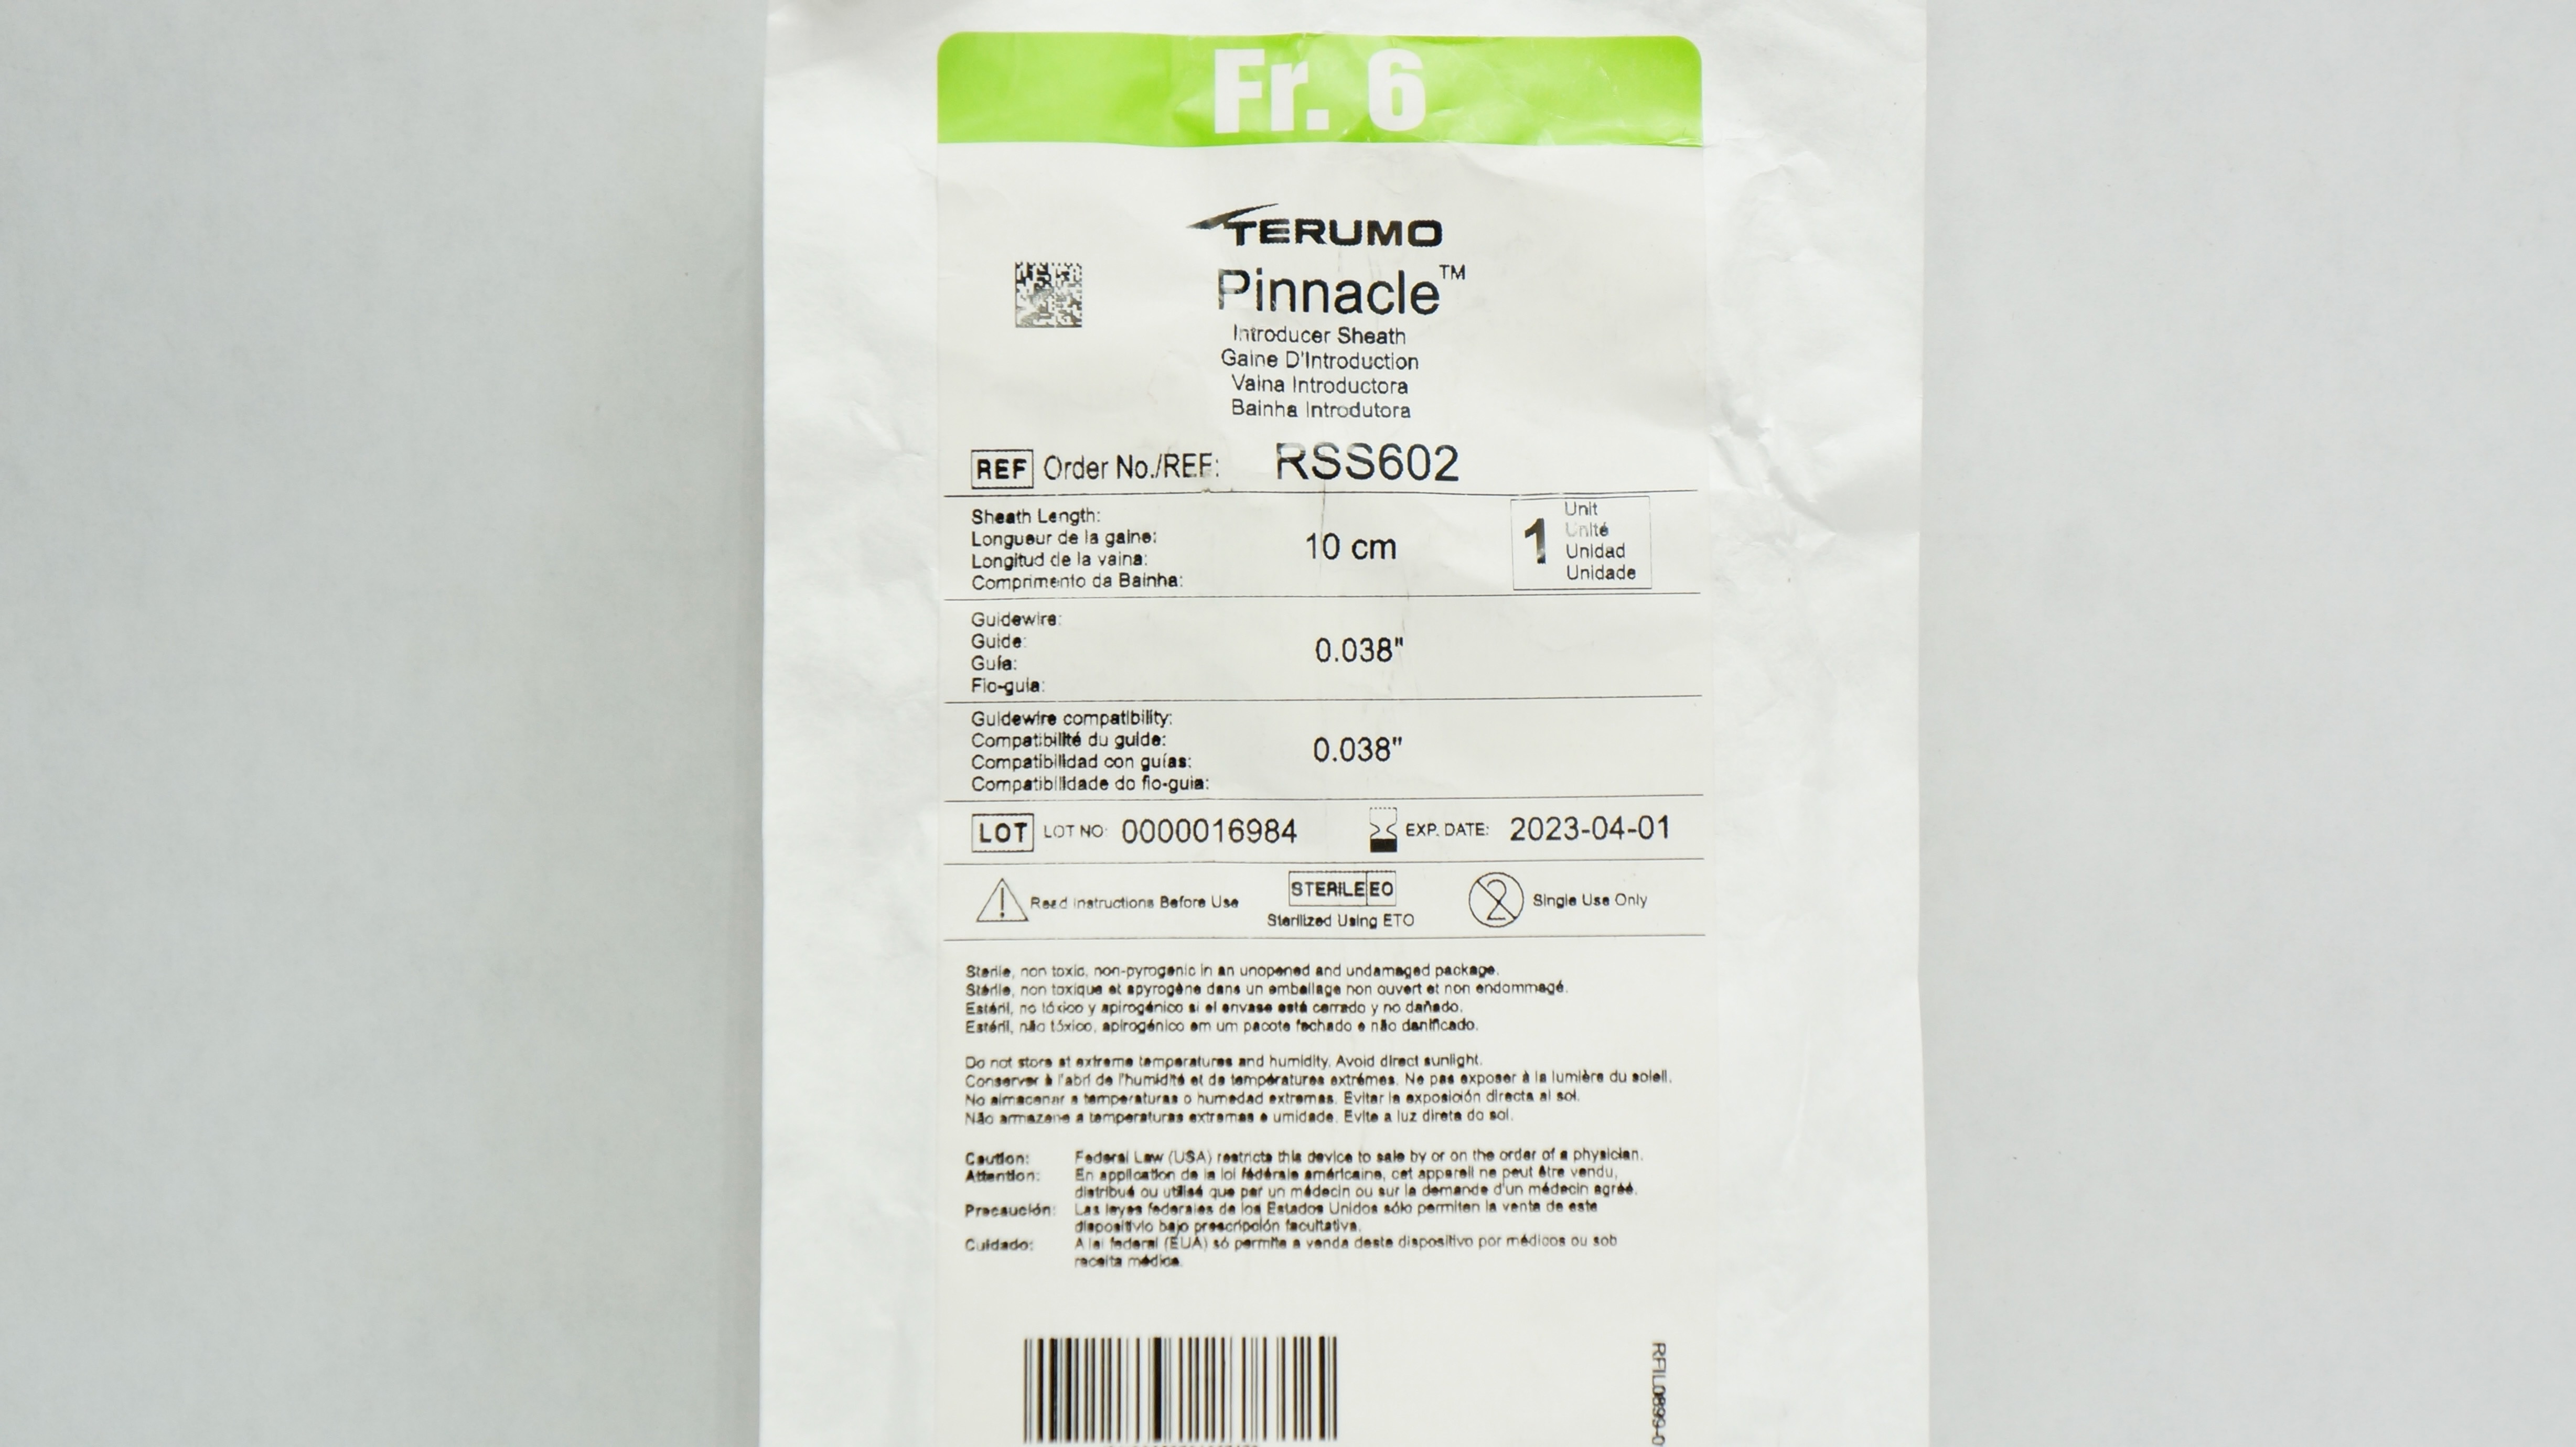 Fr. 6
TERUMO
Pinnacle™
Introducer Sheath
Gaine D'Introduction
Vaina Introductora
Bainha Introdutora
REF Order No./REF: RSS602
Sheath Length:
Longueur de la gaine:
Longitud de la vaina:
Comprimento da Bainha:
10 cm
1
Unit
Unité
Unidad
Unidade
Guidewire:
Guide:
Guía:
Fio-guia:
0.038"
Guidewire compatibility:
Compatibilité du guide:
Compatibilidad con guías:
Compatibilidade do fio-guia:
0.038"
LOT LOT NO: 0000016984 EXP. DATE: 2023-04-01
Read Instructions Before Use
STERILE EO
Sterilized Using ETO
2
Single Use Only
Sterile, non toxic, non-pyrogenic in an unopened and undamaged package.
Stérile, non toxique et apyrogène dans un emballage non ouvert et non endommagé.
Estéril, no tóxico y apirogénico si el envase está cerrado y no dañado.
Estéril, não tóxico, apirogénico em um pacote fechado e não danificado.
Do not store at extreme temperatures and humidity. Avoid direct sunlight.
Conserver à l'abri de l'humidité et de températures extrémes. Ne pas exposer à la lumière du soleil.
No almacenar a temperaturas o humedad extremas. Evitar la exposición directa al sol.
Não armazene a temperaturas extremas e umidade. Evite a luz direta do sol.
Caution: Federal Law (USA) restricts this device to sale by or on the order of a physician.
Attention: En application de la loi fédérale américaine, cet appareil ne peut être vendu,
distribué ou utilisé que par un médecin ou sur la demande d'un médecin agréé.
Precaución: Las leyes federales de los Estados Unidos sólo permiten la venta de este
dispositivio bajo prescripción facultativa.
Cuidado: A lei federal (EUA) só permite a venda deste dispositivo por médicos ou sob
receita médica.